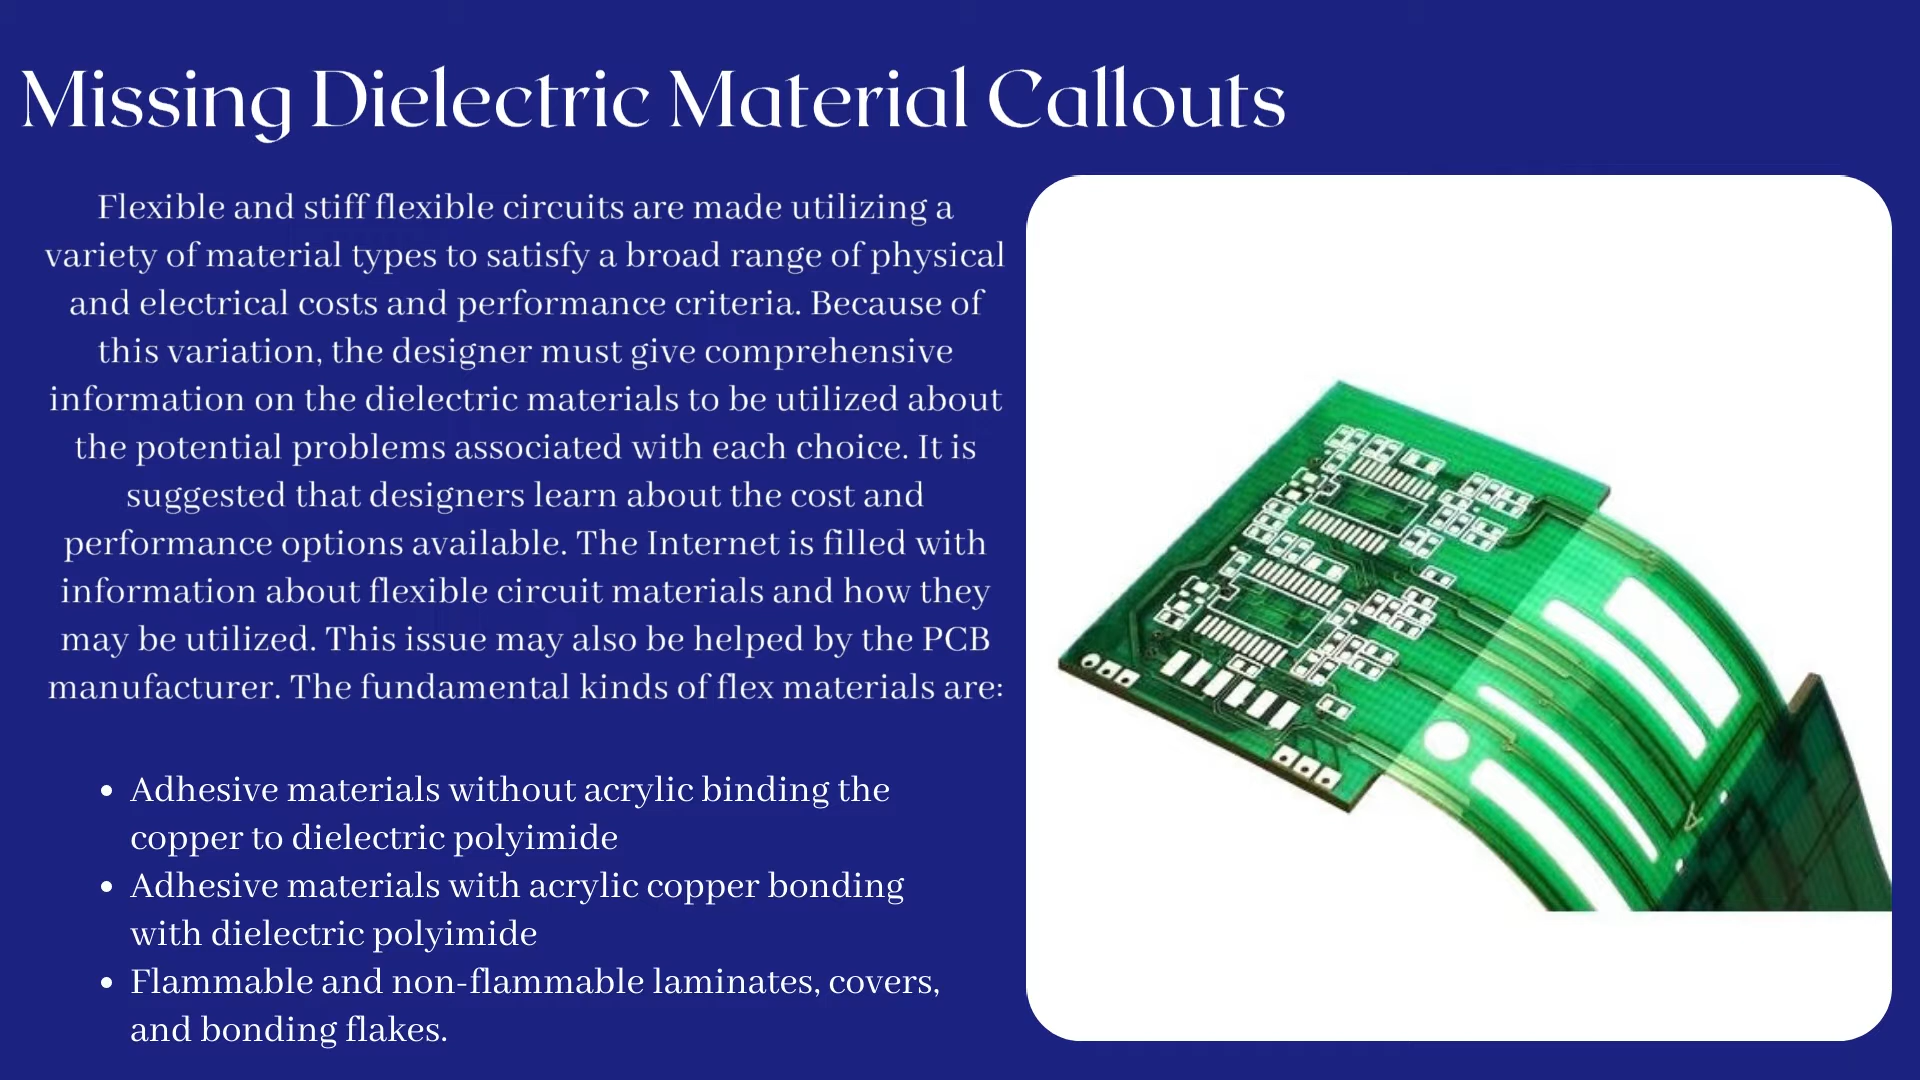 Missing Dielectric Material Callouts
Flexible and stiff flexible circuits are made utilizing a
variety of material types to satisfy a broad range of physical
and electrical costs and performance criteria. Because of
this variation, the designer must give comprehensive
information on the dielectric materials to be utilized about
the potential problems associated with each choice. It is
suggested that designers learn about the cost and
performance options available. The Internet is filled with
information about flexible circuit materials and how they
may be utilized. This issue may also be helped by the PCB
manufacturer. The fundamental kinds of flex materials are:
• Adhesive materials without acrylic binding the
copper to dielectric polyimide
• Adhesive materials with acrylic copper bonding
with dielectric polyimide
• Flammable and non-flammable laminates, covers,
and bonding flakes.